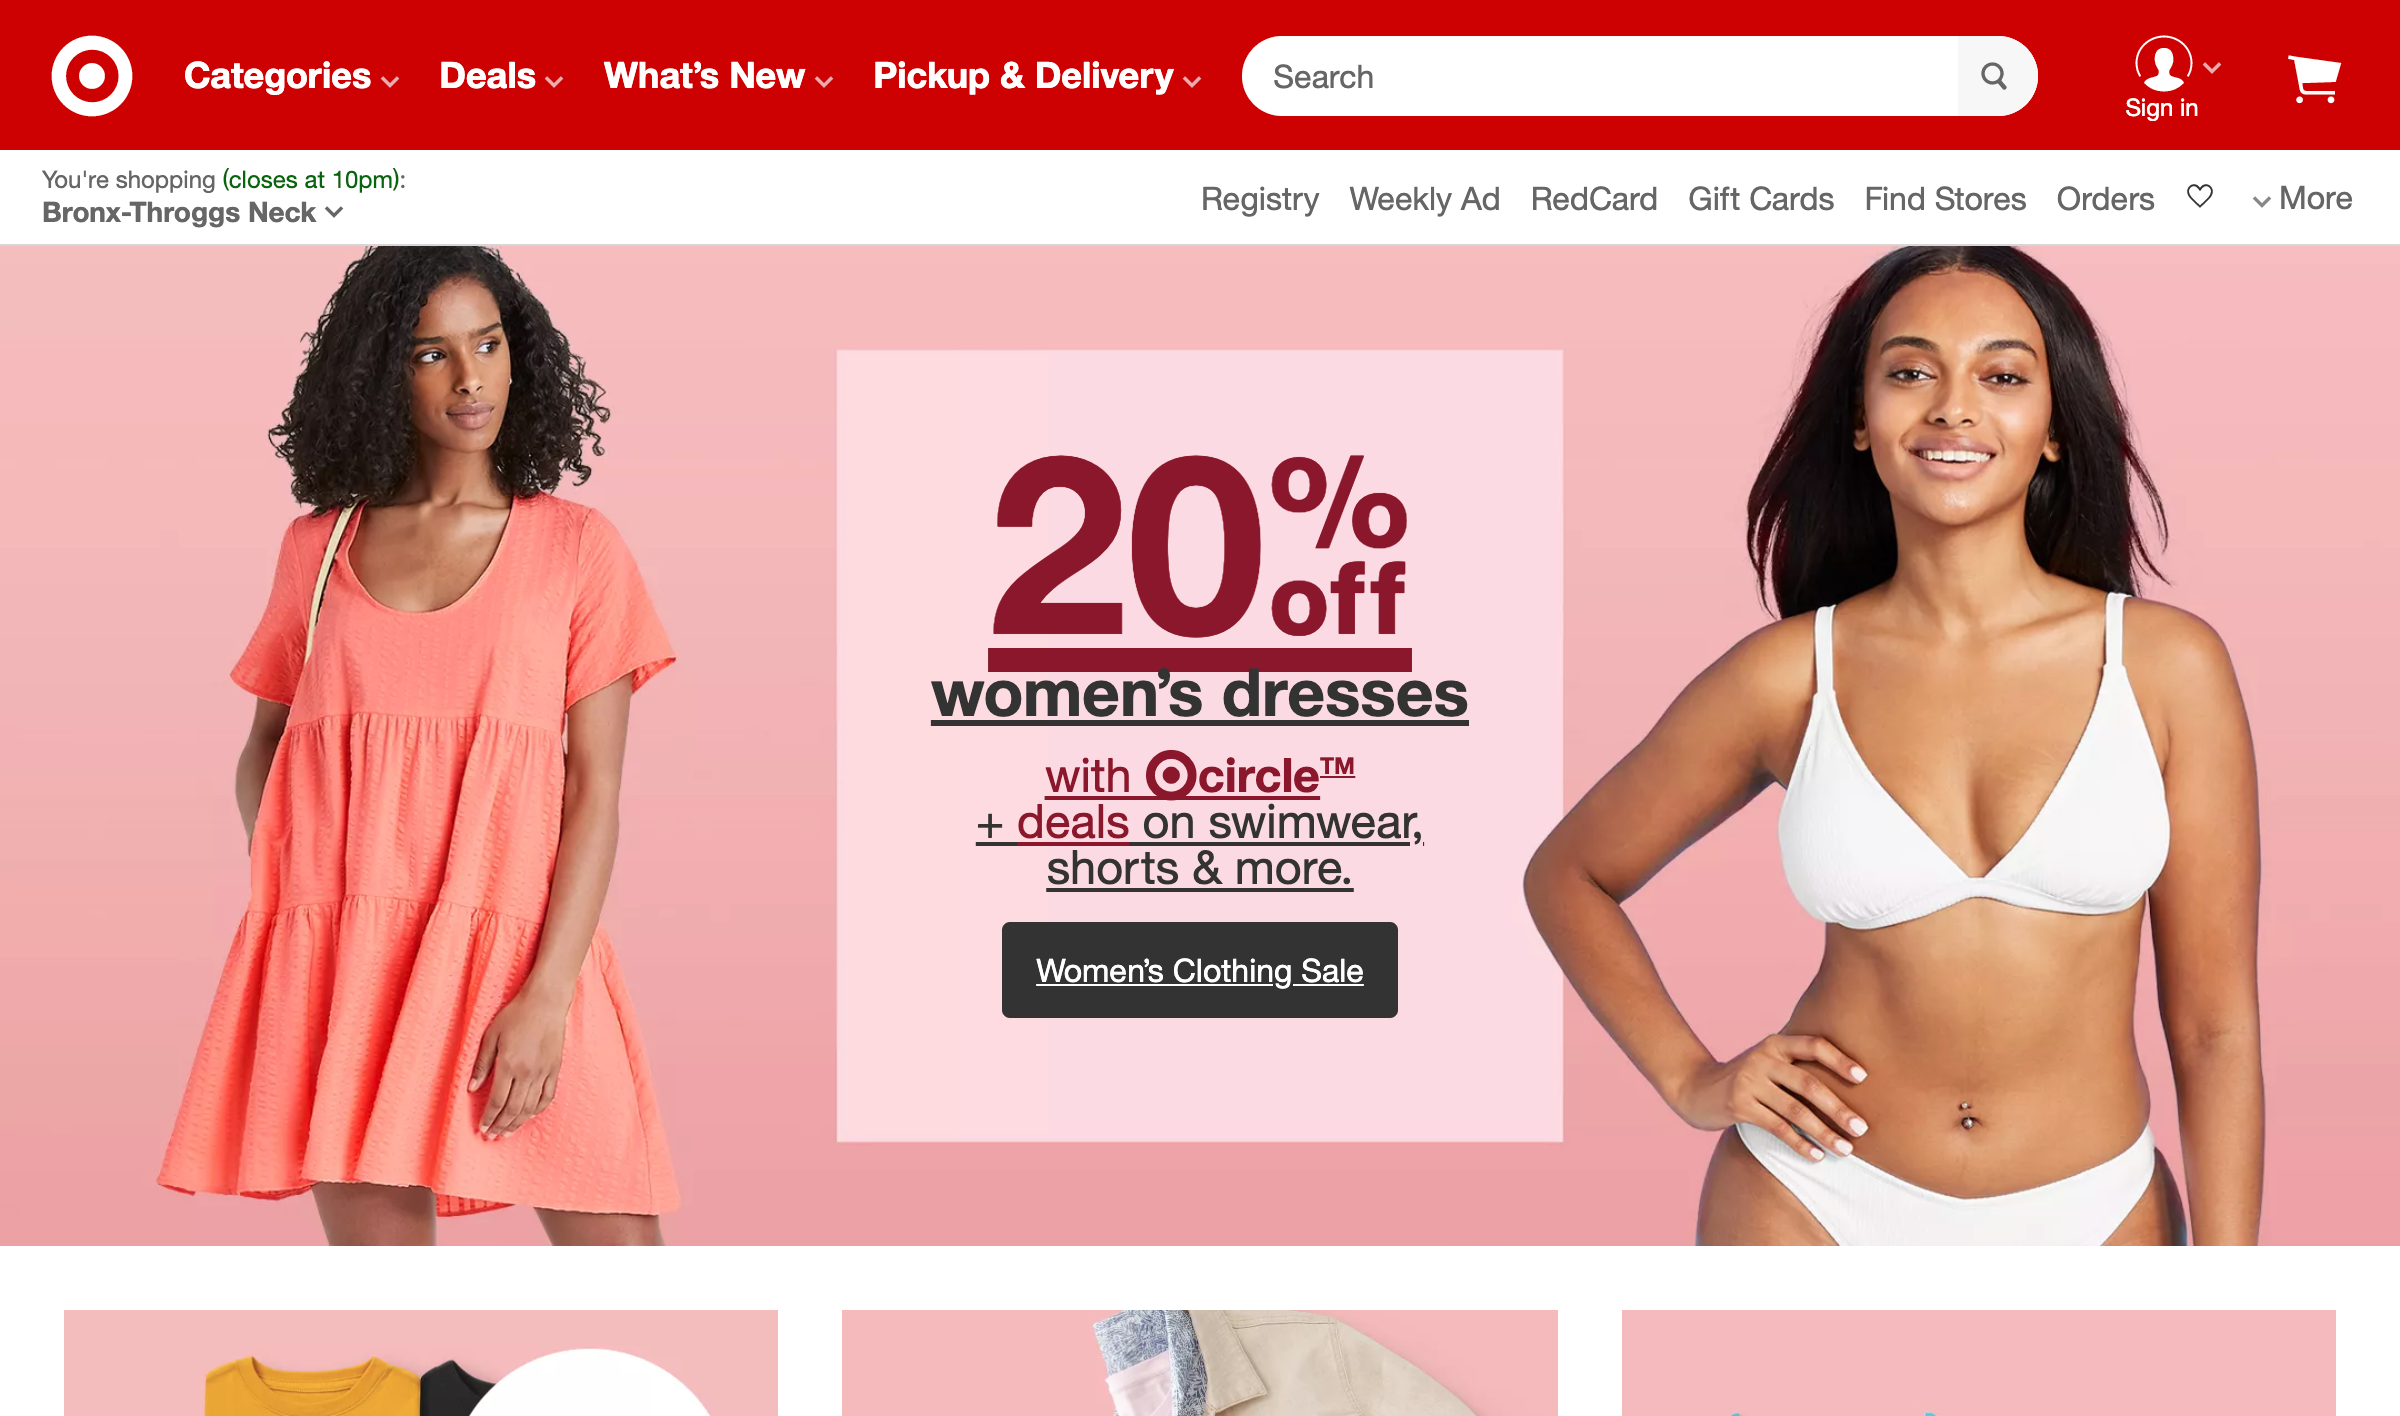 Categories
Deals
What's New
Pickup & Delivery
Search
Sign in
You're shopping (closes at 10pm):
Bronx-Throggs Neck
Registry
Weekly Ad
RedCard
Gift Cards
Find Stores
Orders
More
20% off
women's dresses
with circle™
+ deals on swimwear,
shorts & more.
Women's Clothing Sale